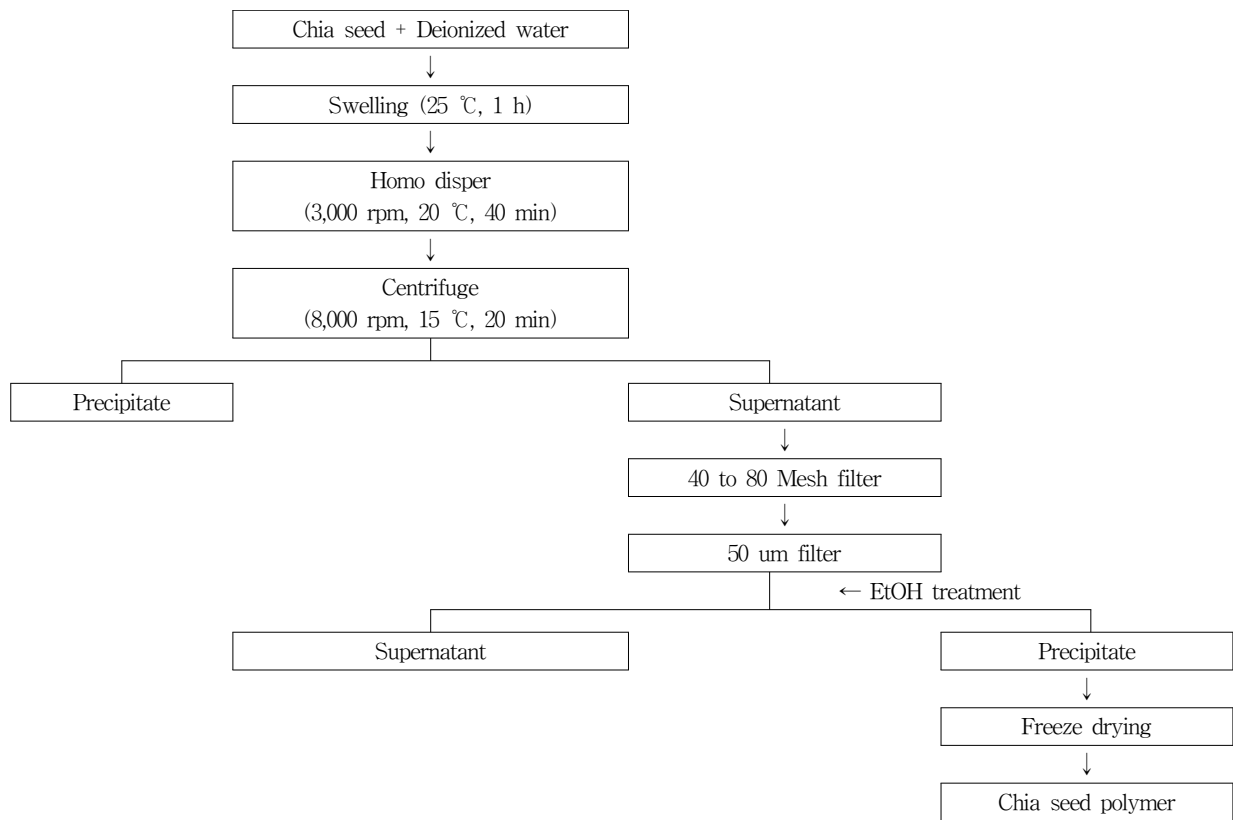 Chia seed + Deionized water
↓
Swelling (25 ℃, 1 h)
↓
Homo disper
(3,000 rpm, 20 ℃, 40 min)
↓
Centrifuge
(8,000 rpm, 15 ℃, 20 min)
Precipitate
Supernatant
↓
40 to 80 Mesh filter
↓
50 um filter
← EtOH treatment
Supernatant
Precipitate
↓
Freeze drying
↓
Chia seed polymer